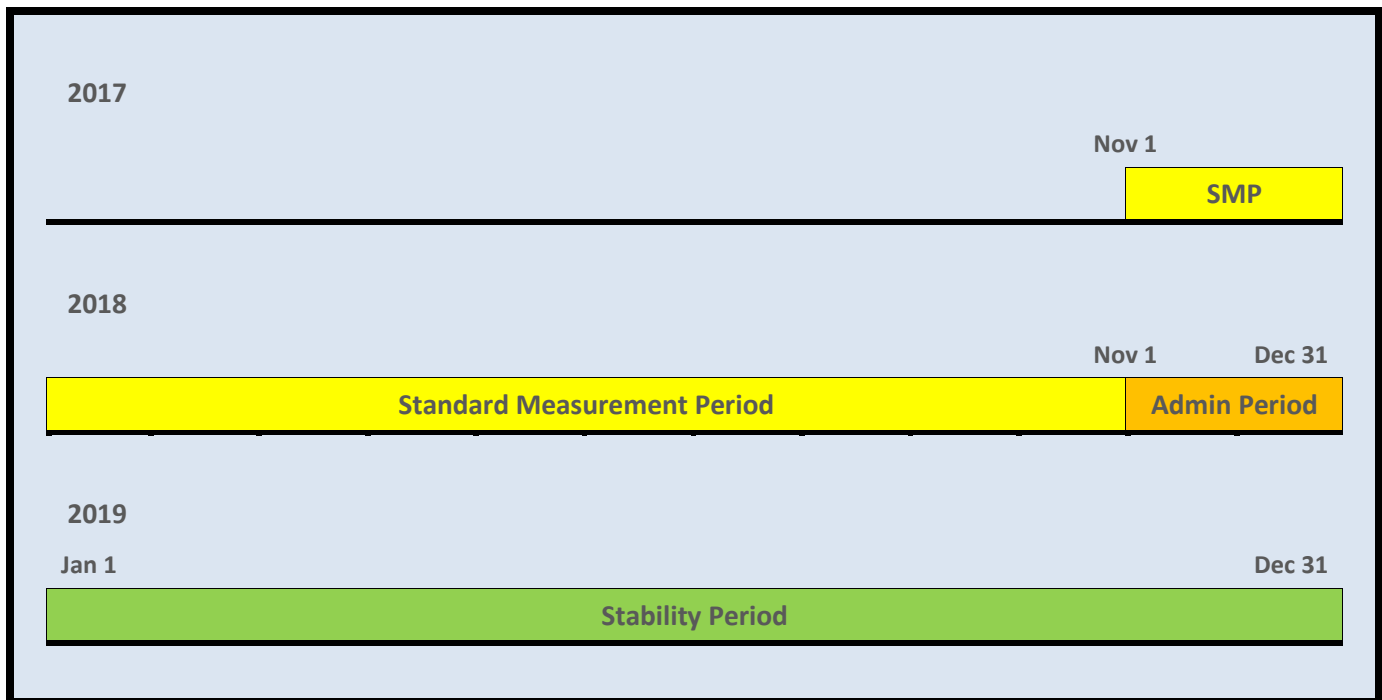 2017
Nov 1
SMP
2018
Nov 1 Dec 31
Standard Measurement Period Admin Period
2019
Jan 1 Dec 31
Stability Period